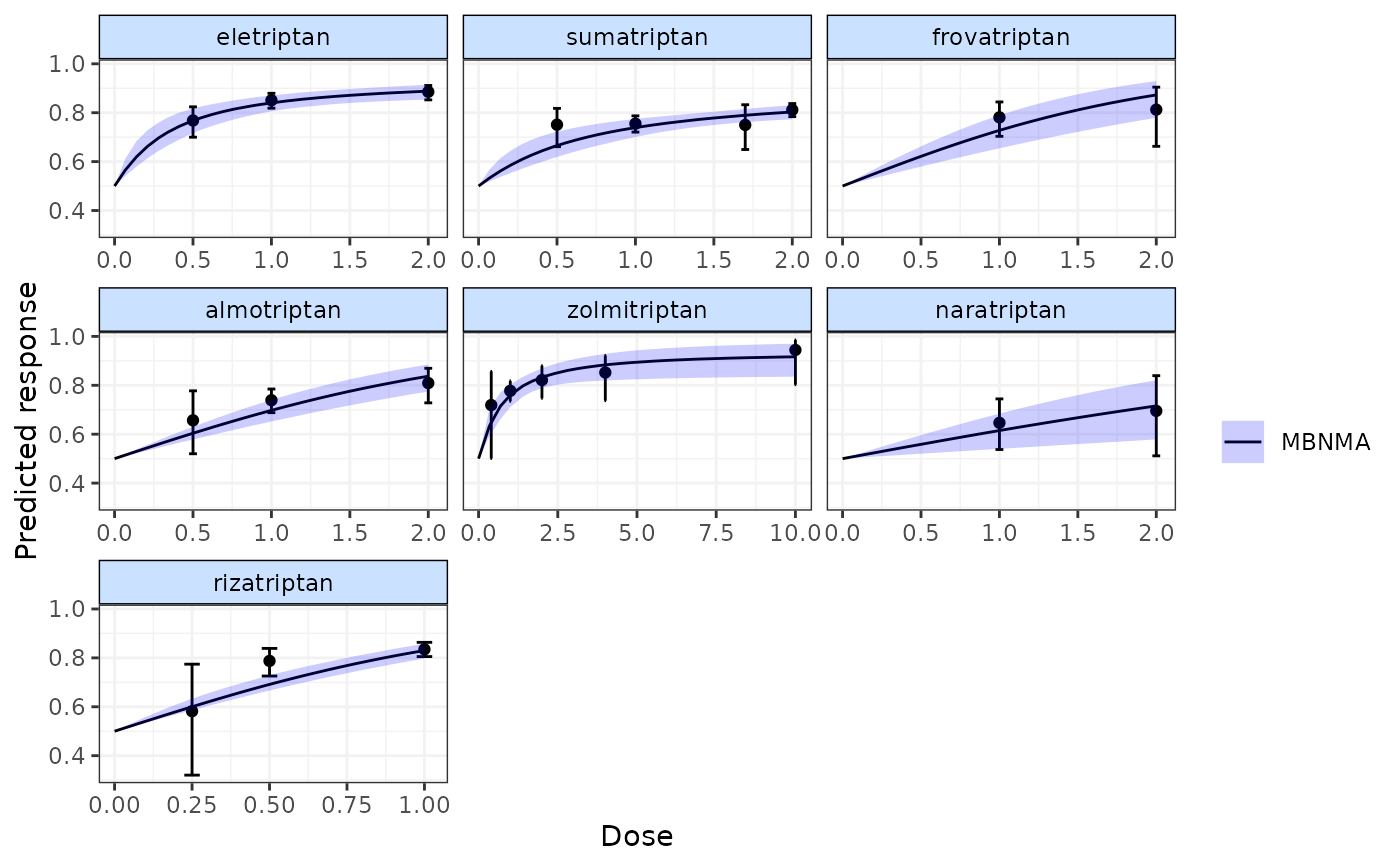 eletriptan sumatriptan frovatriptan
1.0
0.8
0.6
0.4
0.0 0.5 1.0 1.5 2.0 0.0 0.5 1.0 1.5 2.0 0.0 0.5 1.0 1.5 2.0
almotriptan zolmitriptan naratriptan
1.0
0.8
0.6
0.4
0.0 0.5 1.0 1.5 2.0 0.0 2.5 5.0 7.5 10.0 0.0 0.5 1.0 1.5 2.0
rizatriptan
1.0
0.8
0.6
0.4
0.00 0.25 0.50 0.75 1.00
Predicted response
Dose
MBNMA